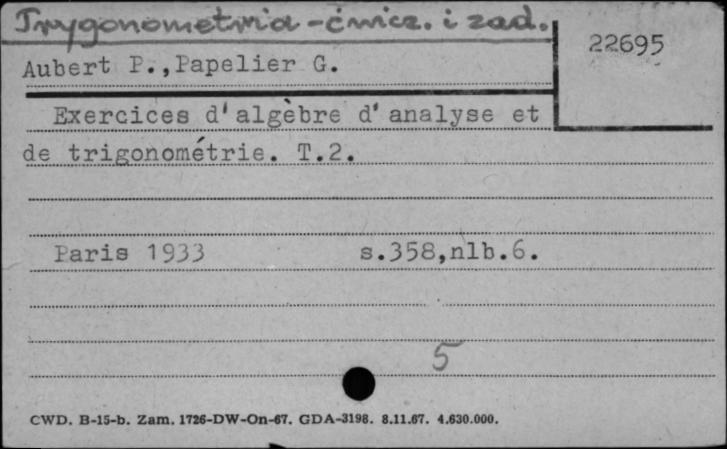 Trygonometria - ćwicz. i zad.
22695
Aubert P.,Papelier G.
Exercices d'algèbre d'analyse et
de trigonométrie. T.2.
Paris 1933 s.358,nlb.6.
5
CWD. B-15-b. Zam. 1726-DW-On-67. GDA-3198. 8.11.67. 4.630.000.